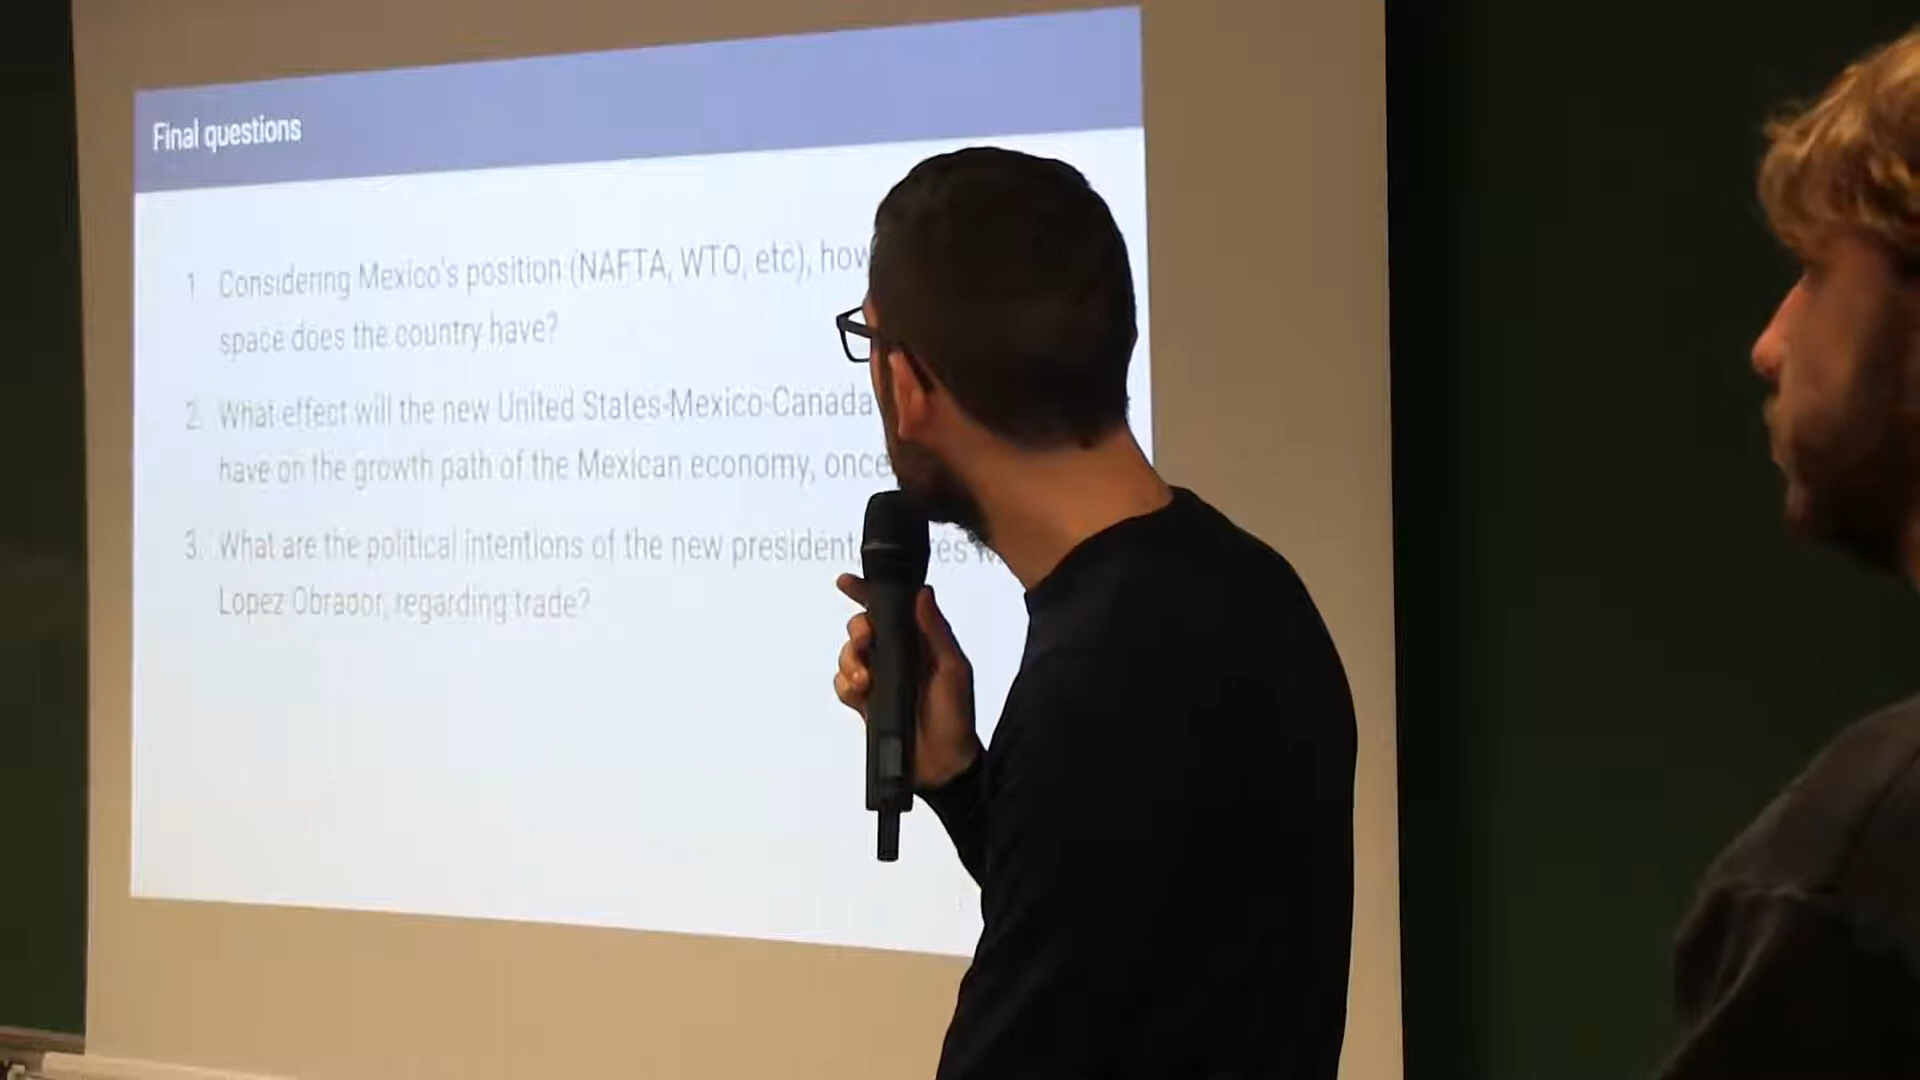 Final questions
1 Considering Mexico's position (NAFTA, WTO, etc), how
space does the country have?
2. What effect will the new United States-Mexico-Canada
have on the growth path of the Mexican economy, once
3. What are the political intentions of the new president,
Lopez Obrador, regarding trade?